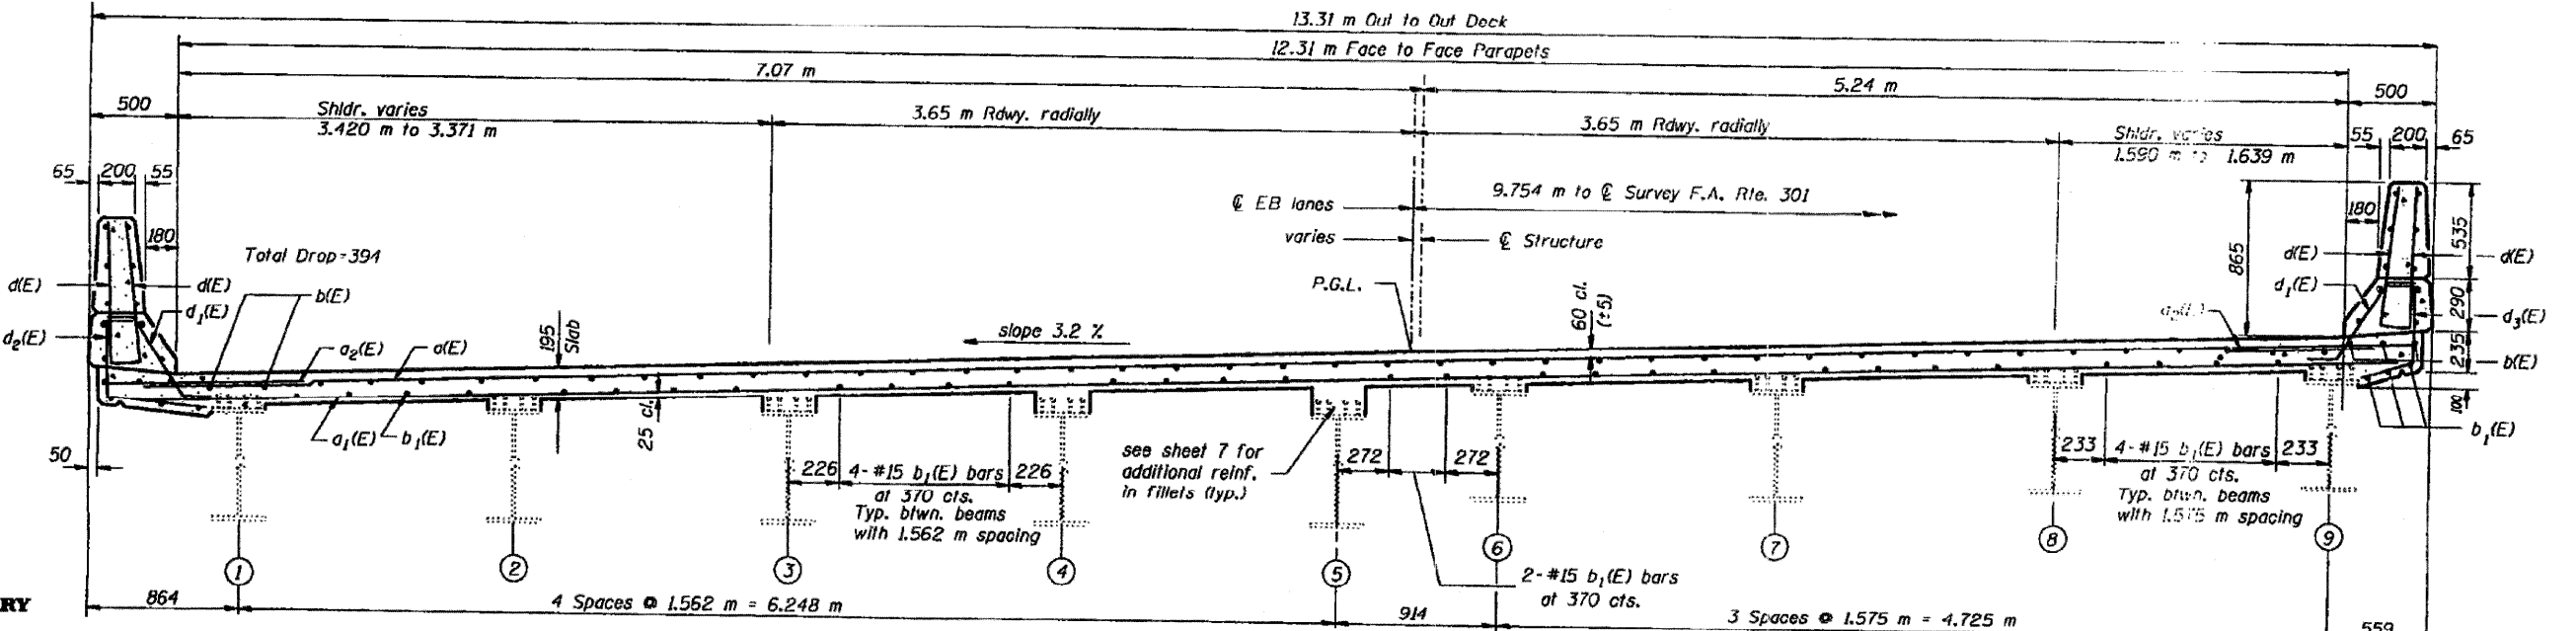 13.31 m Out to Out Deck
12.31 m Face to Face Parapets
7.07 m
5.24 m
500
Shldr. varies
3.420 m to 3.371 m
3.65 m Rdwy. radially
3.65 m Rdwy. radially
Shldr. varies
1.590 m to 1.639 m
500
55 200 65
65 200 55
9.754 m to ℄ Survey F.A. Rte. 301
℄ EB lanes
varies
℄ Structure
180
180
Total Drop=394
535
865
d(E)
d(E)
b(E)
d(E)
d(E)
P.G.L.
60 cl.
(±5)
d₁(E)
d₁(E)
290
d₂(E)
195
Slab
slope 3.2 %
d₃(E)
a₂(E)
a(E)
235
b(E)
25 cl.
100
a₁(E)
b₁(E)
b₁(E)
50
226 4-#15 b₁(E) bars 226
at 370 cts.
Typ. btwn. beams
with 1.562 m spacing
see sheet 7 for
additional reinf.
in fillets (typ.)
272
272
233 4-#15 b₁(E) bars 233
at 370 cts.
Typ. btwn. beams
with 1.575 m spacing
1
2
3
4
5
6
7
8
9
2-#15 b₁(E) bars
at 370 cts.
RY
864
4 Spaces @ 1.562 m = 6.248 m
914
3 Spaces @ 1.575 m = 4.725 m
559